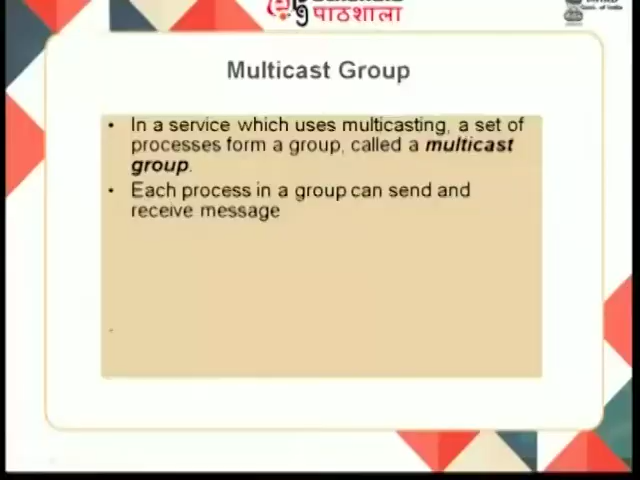 पाठशाला
Multicast Group
• In a service which uses multicasting, a set of
processes form a group, called a multicast
group.
• Each process in a group can send and
receive message